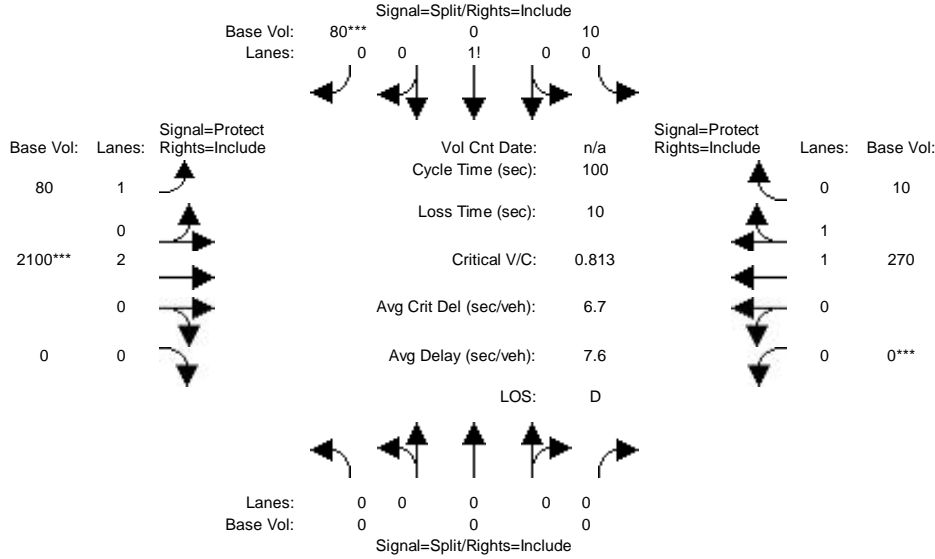 Signal=Split/Rights=Include
Base Vol: 80*** 0 10
Lanes: 0 0 1! 0 0
Signal=Protect
Base Vol: Lanes: Rights=Include
Vol Cnt Date: n/a
Signal=Protect
Rights=Include Lanes: Base Vol:
Cycle Time (sec): 100
80 1
0 10
Loss Time (sec): 10
0
1
2100*** 2
Critical V/C: 0.813
1 270
0
Avg Crit Del (sec/veh): 6.7
0
0 0
Avg Delay (sec/veh): 7.6
0 0***
LOS: D
Lanes: 0 0 0 0 0
Base Vol: 0 0 0
Signal=Split/Rights=Include